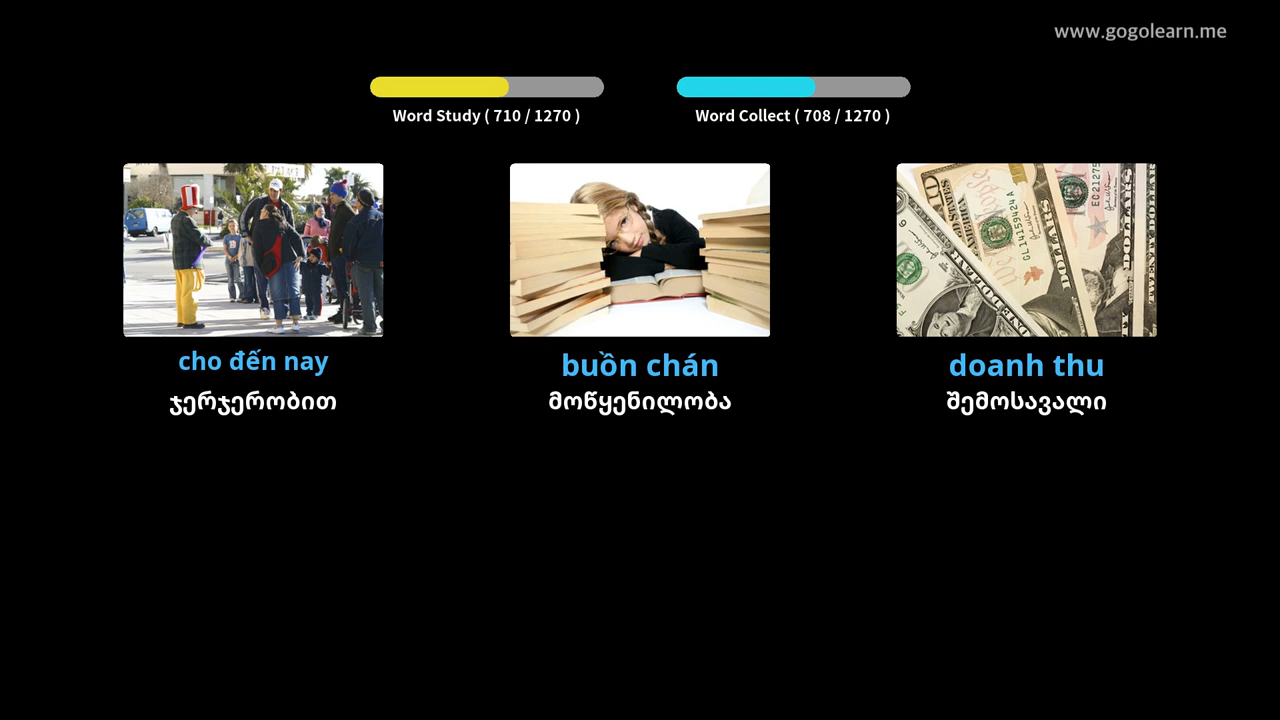 www.gogolearn.me
Word Study ( 710 / 1270 )
Word Collect ( 708 / 1270 )
cho đến nay
buồn chán
doanh thu
ჯერჯერობით
მოწყენილობა
შემოსავალი